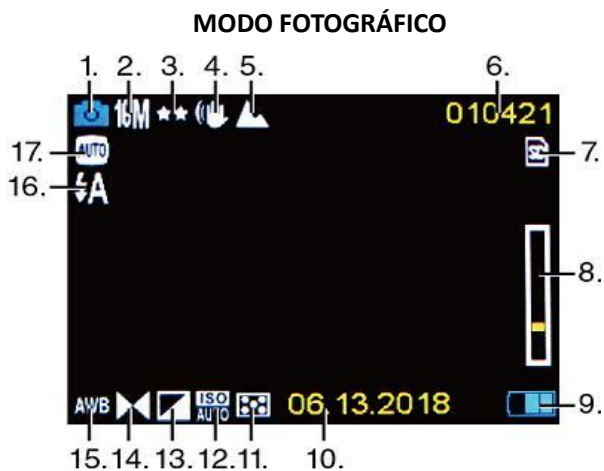 MODO FOTOGRÁFICO
1. 2. 3. 4. 5. 6.
16M 010421
17. AUTO SD 7.
16. A
8.
AWB ISO AUTO 06.13.2018 9.
15. 14. 13. 12. 11. 10.